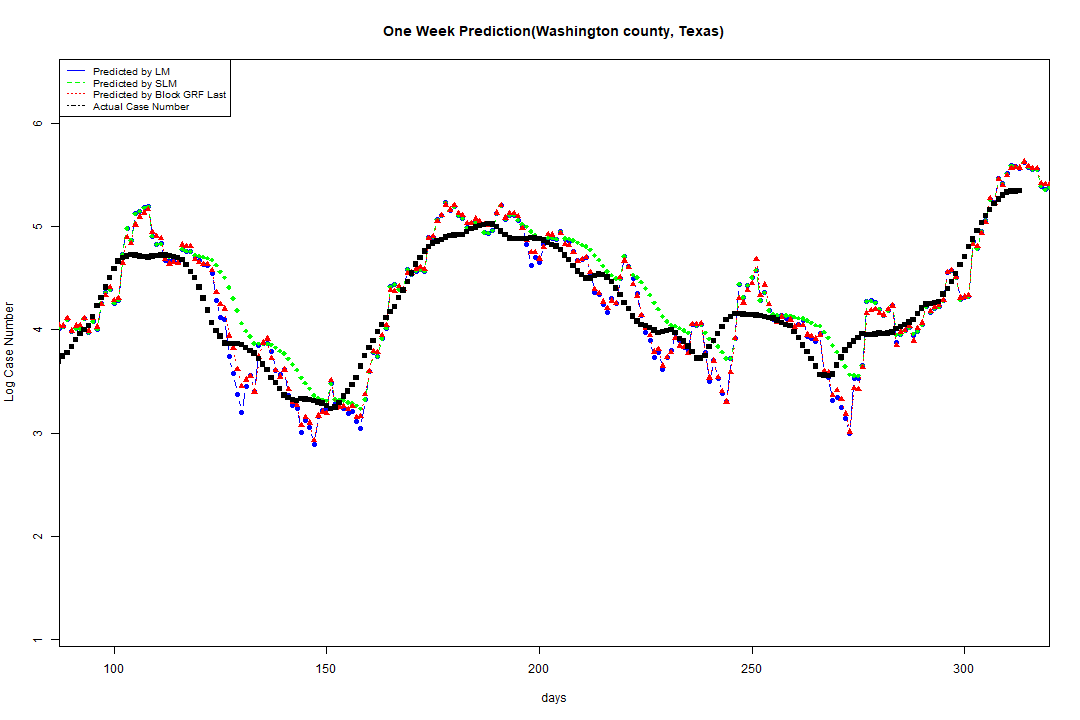 One Week Prediction(Washington county, Texas)
Predicted by LM
Predicted by SLM
Predicted by Block GRF Last
Actual Case Number
6
5
4
3
2
1
Log Case Number
100 150 200 250 300
days